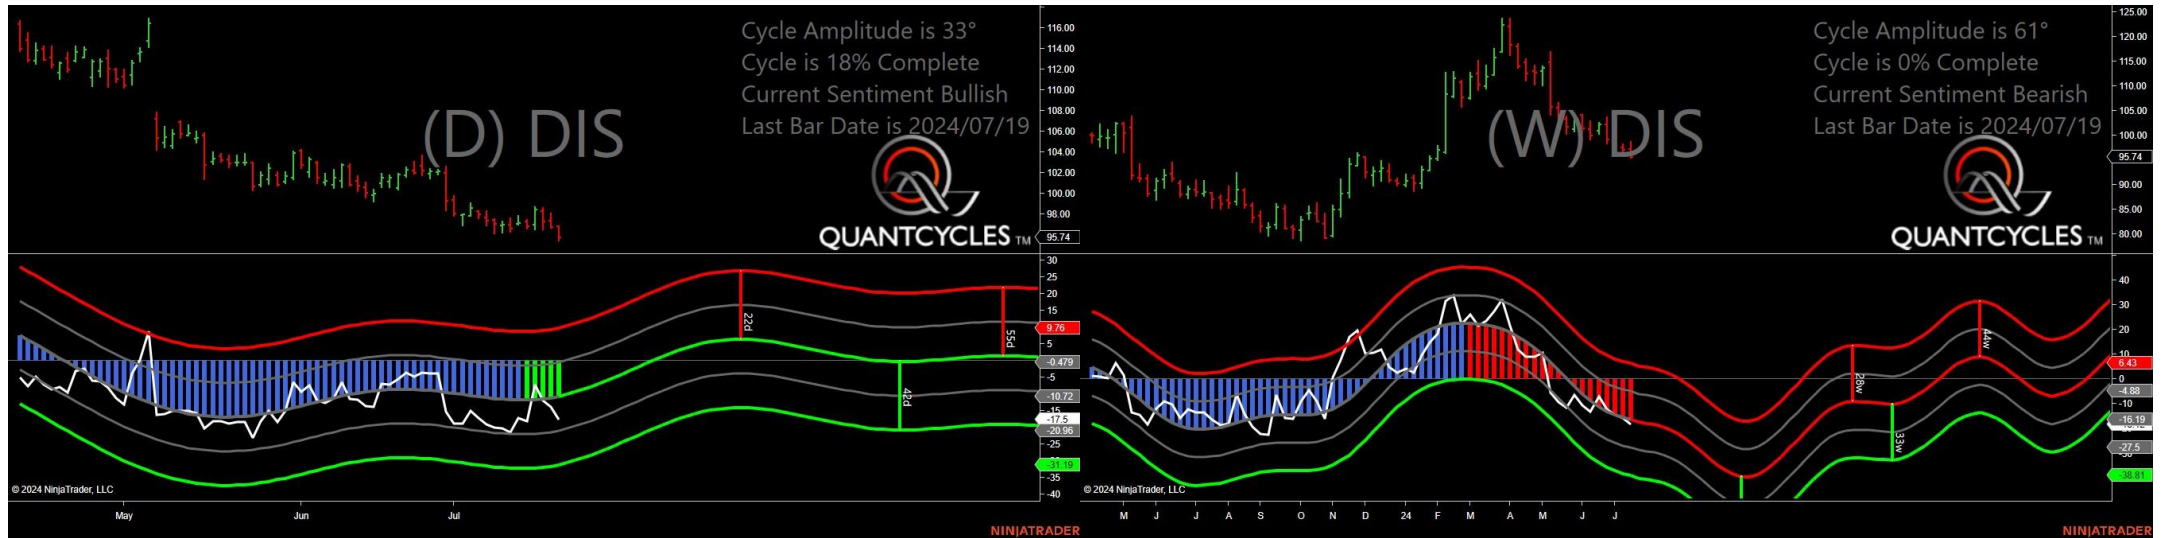 Cycle Amplitude is 33°
Cycle is 18% Complete
Current Sentiment Bullish
Last Bar Date is 2024/07/19
(D) DIS
QUANTCYCLES TM
116.00
114.00
112.00
110.00
108.00
106.00
104.00
102.00
100.00
98.00
95.74
30
25
20
15
9.76
5
-0.479
-5
-10.72
-15
-17.5
-20.96
-25
-31.19
-35
-40
22d
42d
55d
© 2024 NinjaTrader, LLC
May Jun Jul
NINJATRADER
Cycle Amplitude is 61°
Cycle is 0% Complete
Current Sentiment Bearish
Last Bar Date is 2024/07/19
(W) DIS
QUANTCYCLES TM
125.00
120.00
115.00
110.00
105.00
100.00
95.74
90.00
85.00
80.00
40
30
20
10
6.43
0
-4.88
-10
-16.19
-27.5
-38.81
28w
33w
44w
© 2024 NinjaTrader, LLC
M J J A S O N D 24 F M A M J J
NINJATRADER